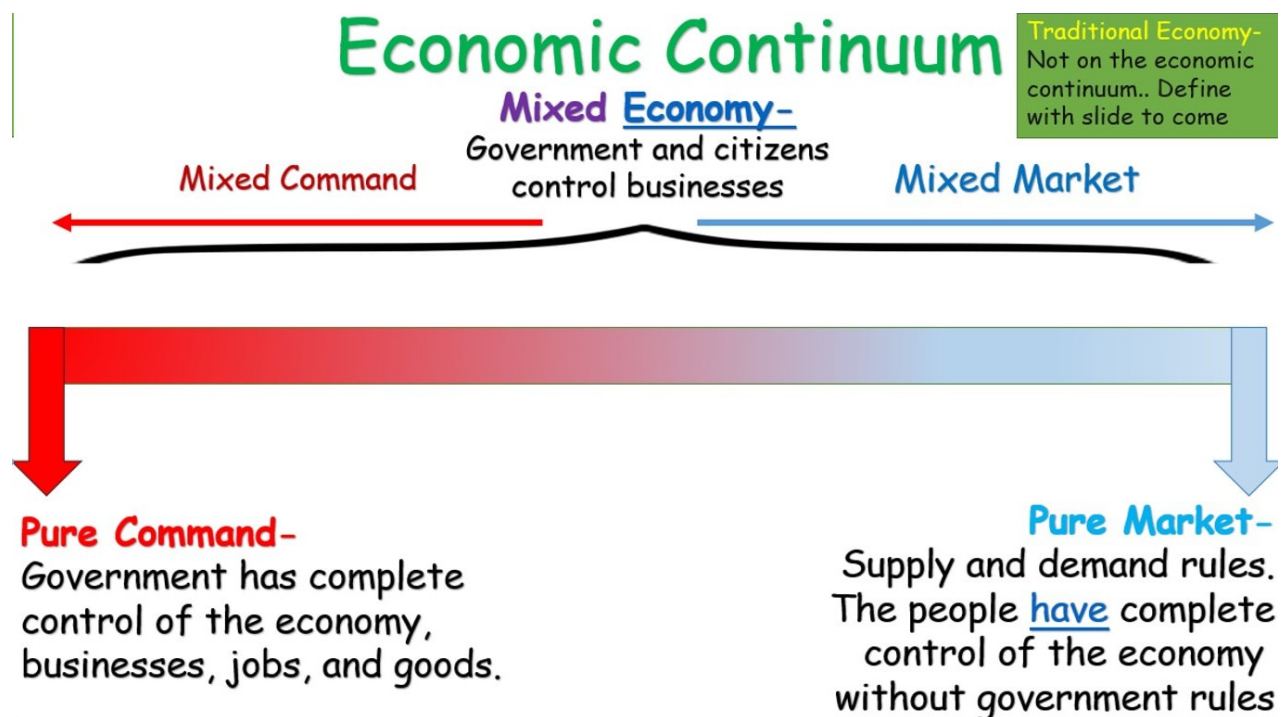 Economic Continuum
Traditional Economy-
Not on the economic
continuum.. Define
with slide to come
Mixed Economy-
Government and citizens
control businesses
Mixed Command
Mixed Market
Pure Command-
Government has complete
control of the economy,
businesses, jobs, and goods.
Pure Market-
Supply and demand rules.
The people have complete
control of the economy
without government rules